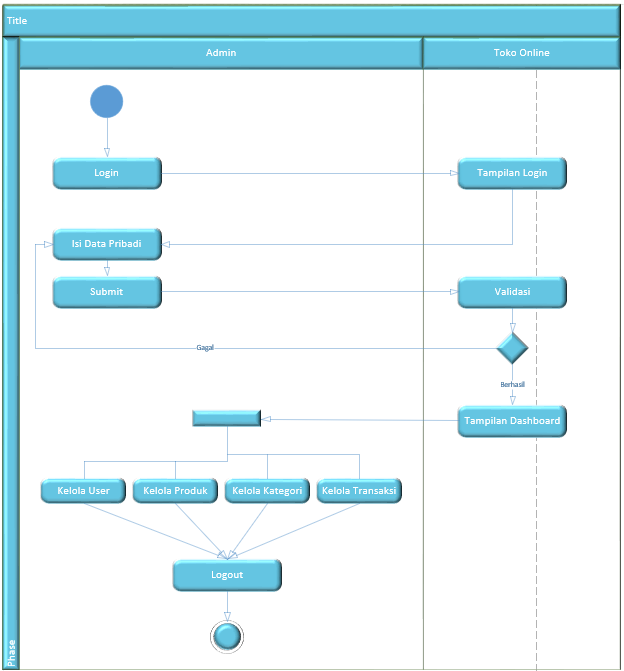 Title
Admin
Toko Online
Login
Tampilan Login
Isi Data Pribadi
Submit
Validasi
Gagal
Berhasil
Tampilan Dashboard
Kelola User
Kelola Produk
Kelola Kategori
Kelola Transaksi
Logout
Phase